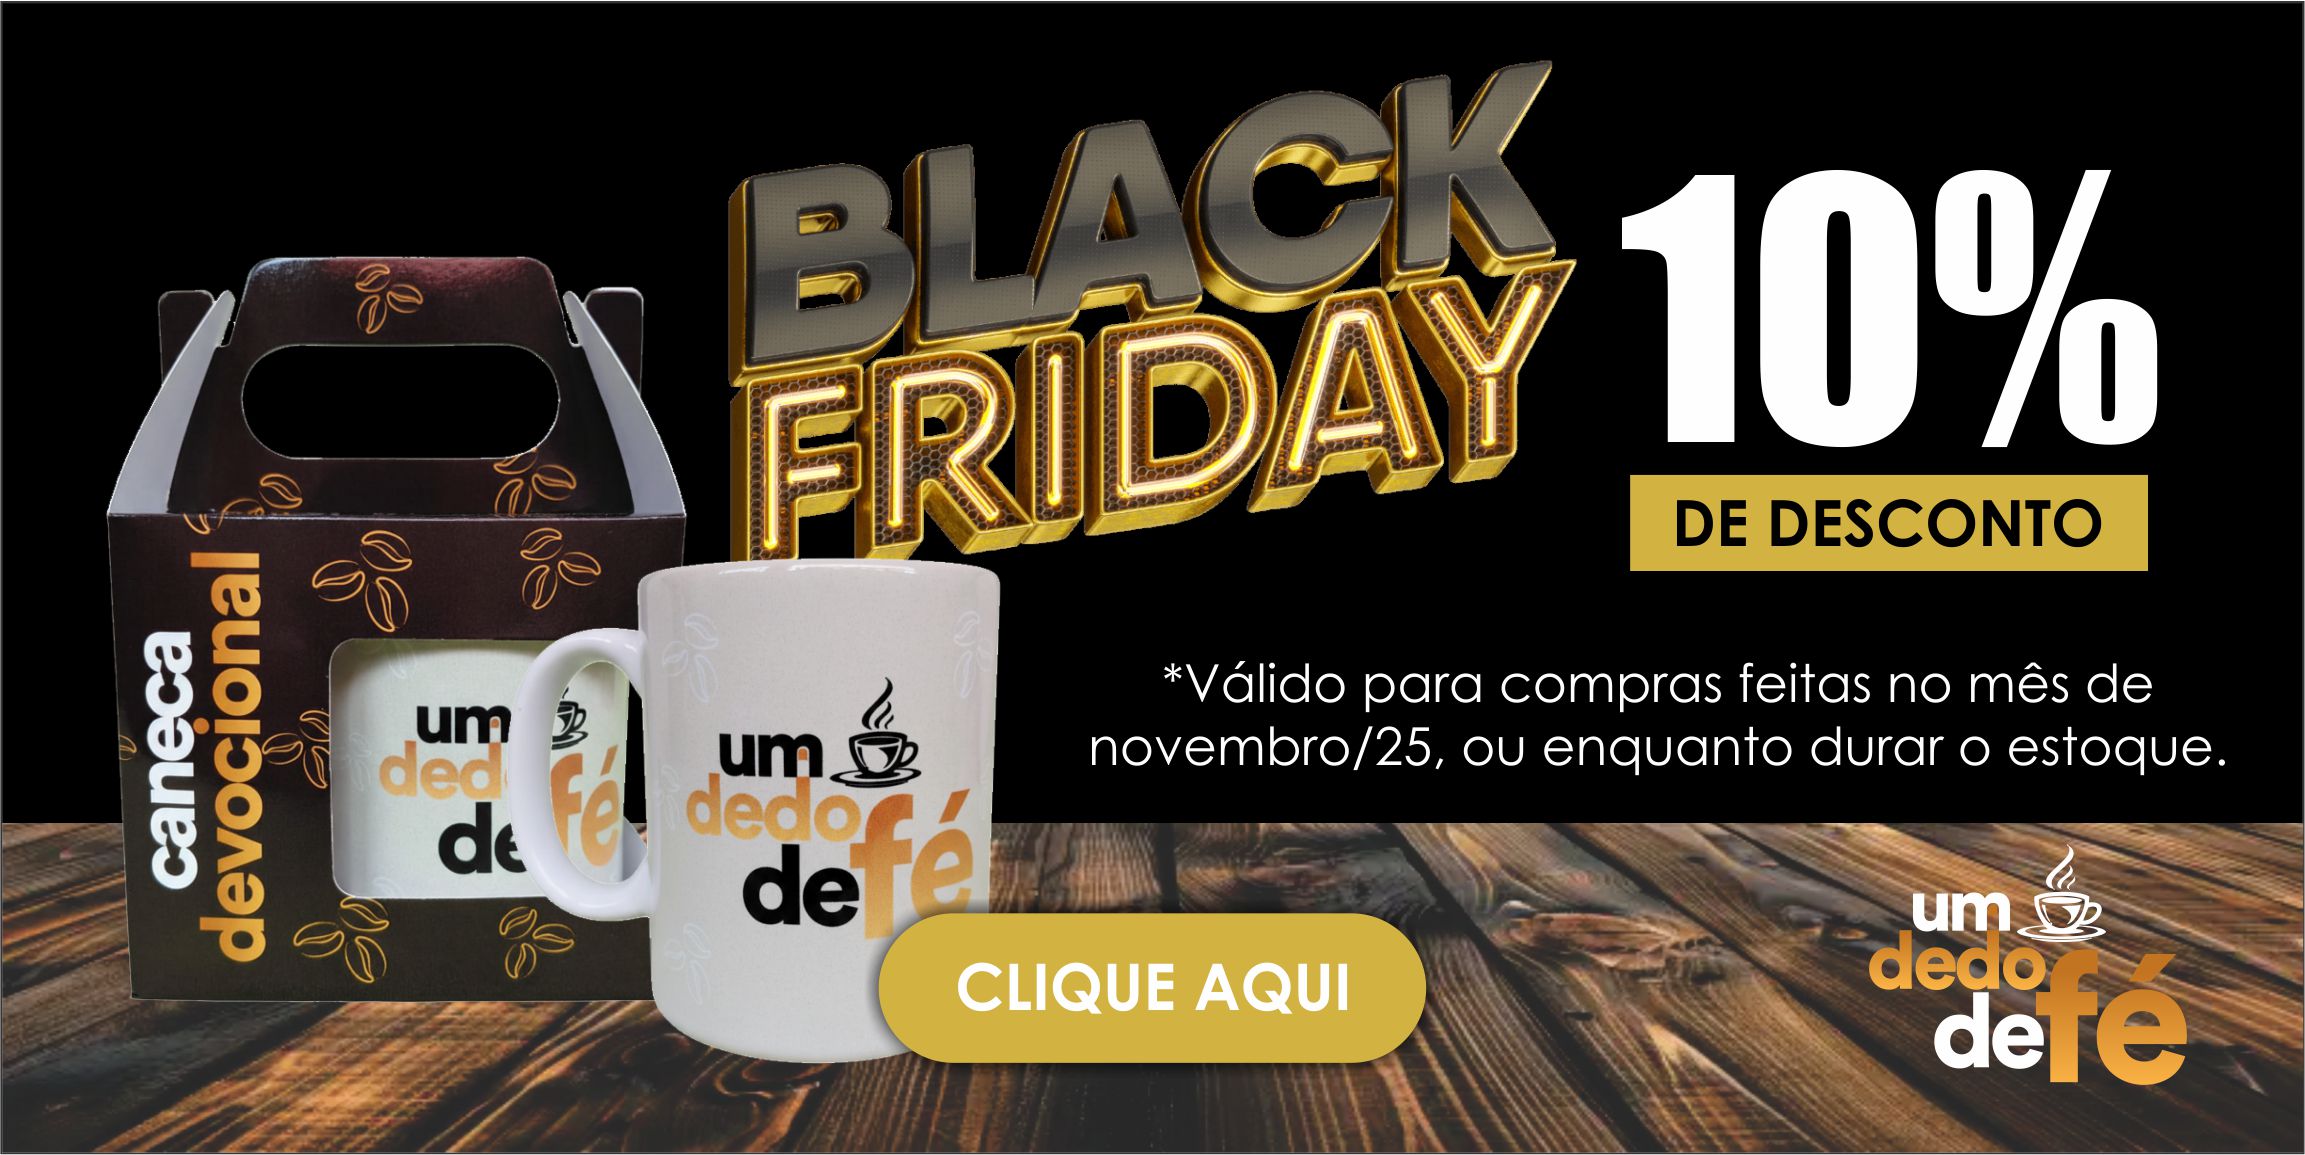 BLACK
FRIDAY
10%
DE DESCONTO
*Válido para compras feitas no mês de
novembro/25, ou enquanto durar o estoque.
caneca
devocional
um
ded
de fé
um
dedo
de fé
CLIQUE AQUI
um
dedo
de fé